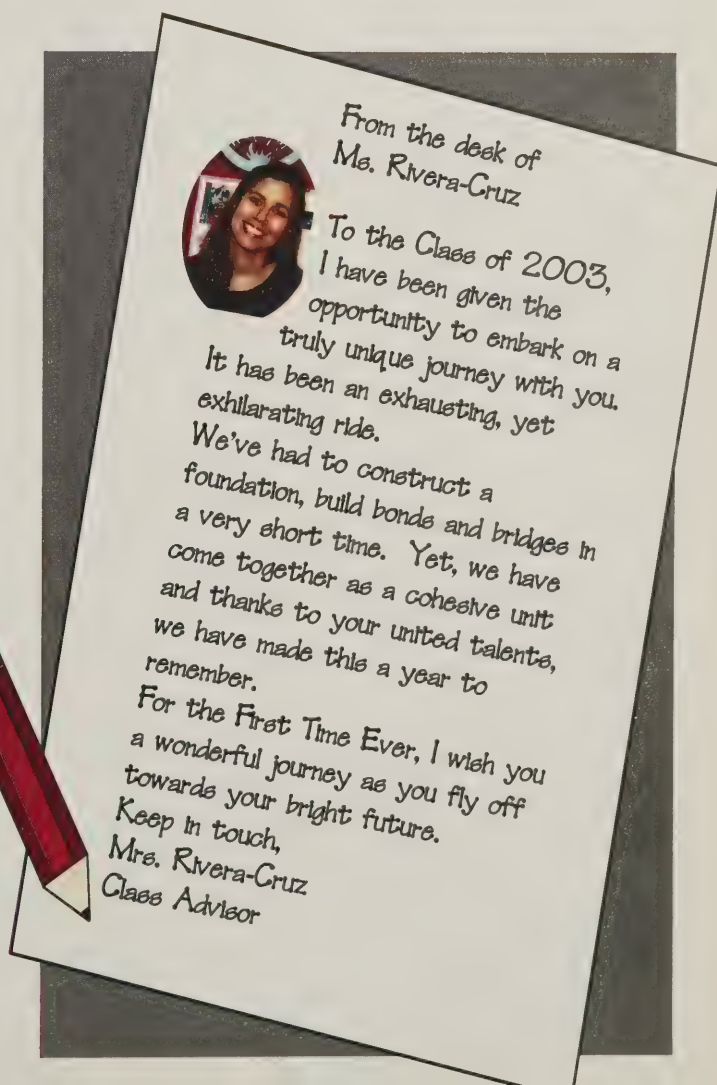 From the desk of
Ms. Rivera-Cruz
To the Class of 2003,
I have been given the
opportunity to embark on a
truly unique journey with you.
It has been an exhausting, yet
exhilarating ride.
We've had to construct a
foundation, build bonds and bridges in
a very short time. Yet, we have
come together as a cohesive unit
and thanks to your united talents,
we have made this a year to
remember.
For the First Time Ever, I wish you
a wonderful journey as you fly off
towards your bright future.
Keep in touch,
Mrs. Rivera-Cruz
Class Advisor